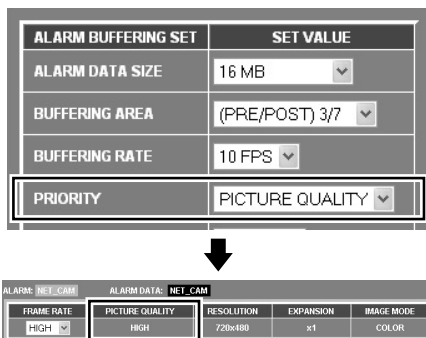 ALARM BUFFERING SET SET VALUE
ALARM DATA SIZE 16 MB
BUFFERING AREA (PRE/POST) 3/7
BUFFERING RATE 10 FPS
PRIORITY PICTURE QUALITY
ALARM: NET_CAM ALARM DATA: NET_CAM
FRAME RATE PICTURE QUALITY RESOLUTION EXPANSION IMAGE MODE
HIGH HIGH 720x480 x1 COLOR